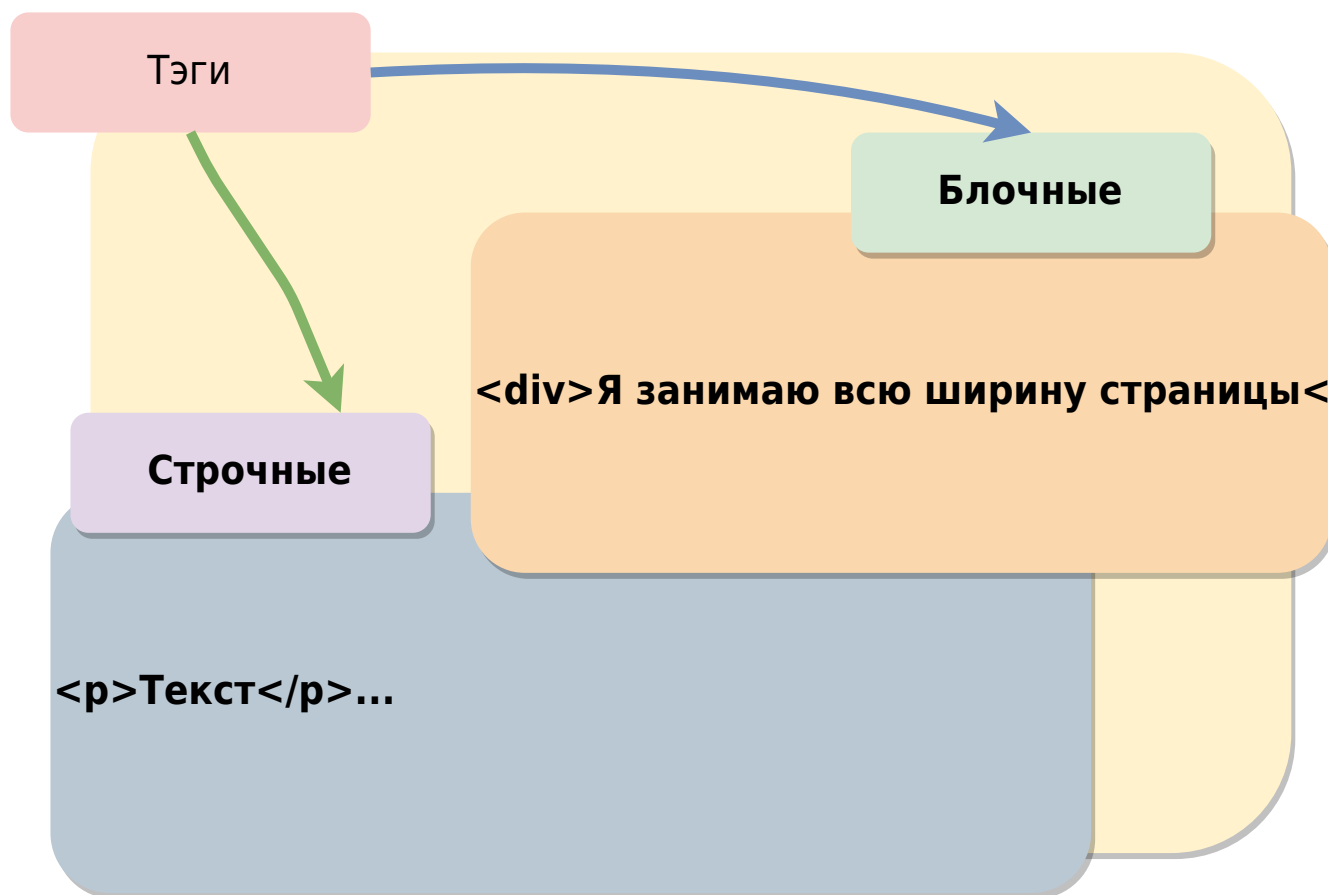 Тэги
Блочные
<div>Я занимаю всю ширину страницы<
Строчные
<p>Текст</p>...